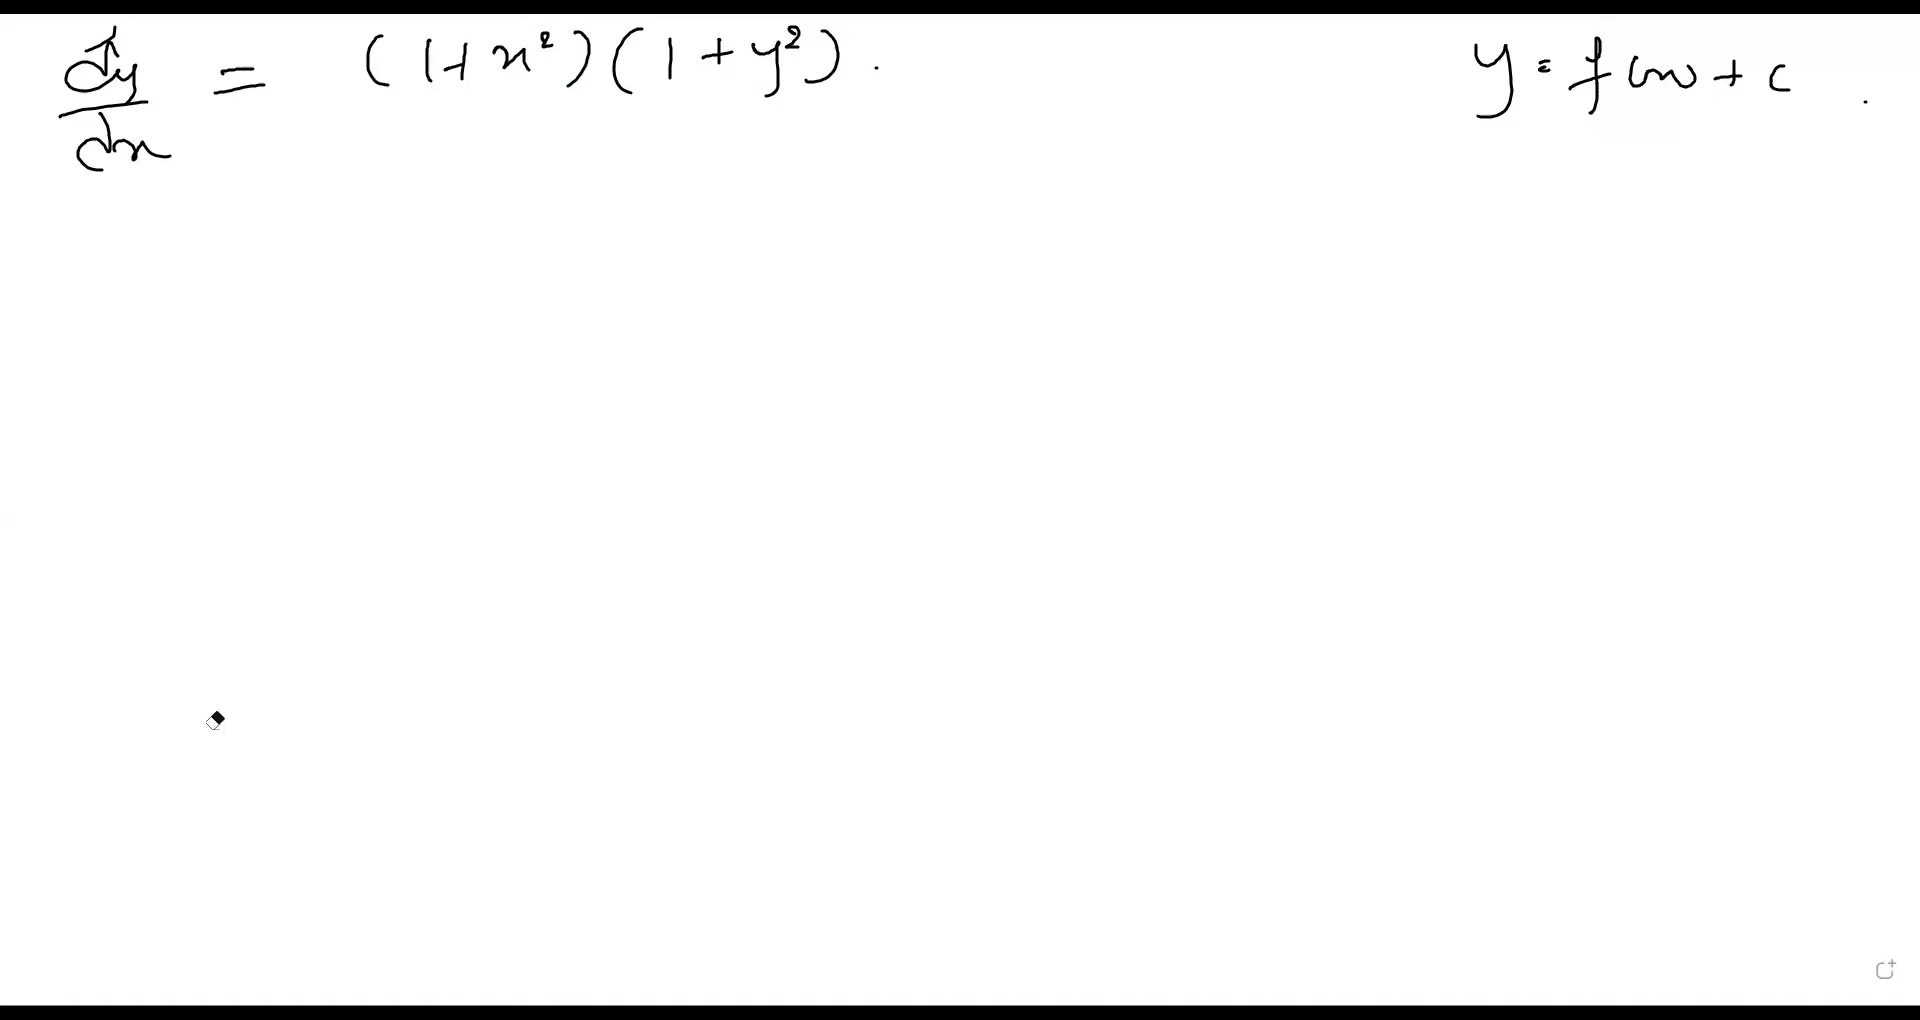 dy/dx = (1+x²)(1+y²).
y = f(x) + c.